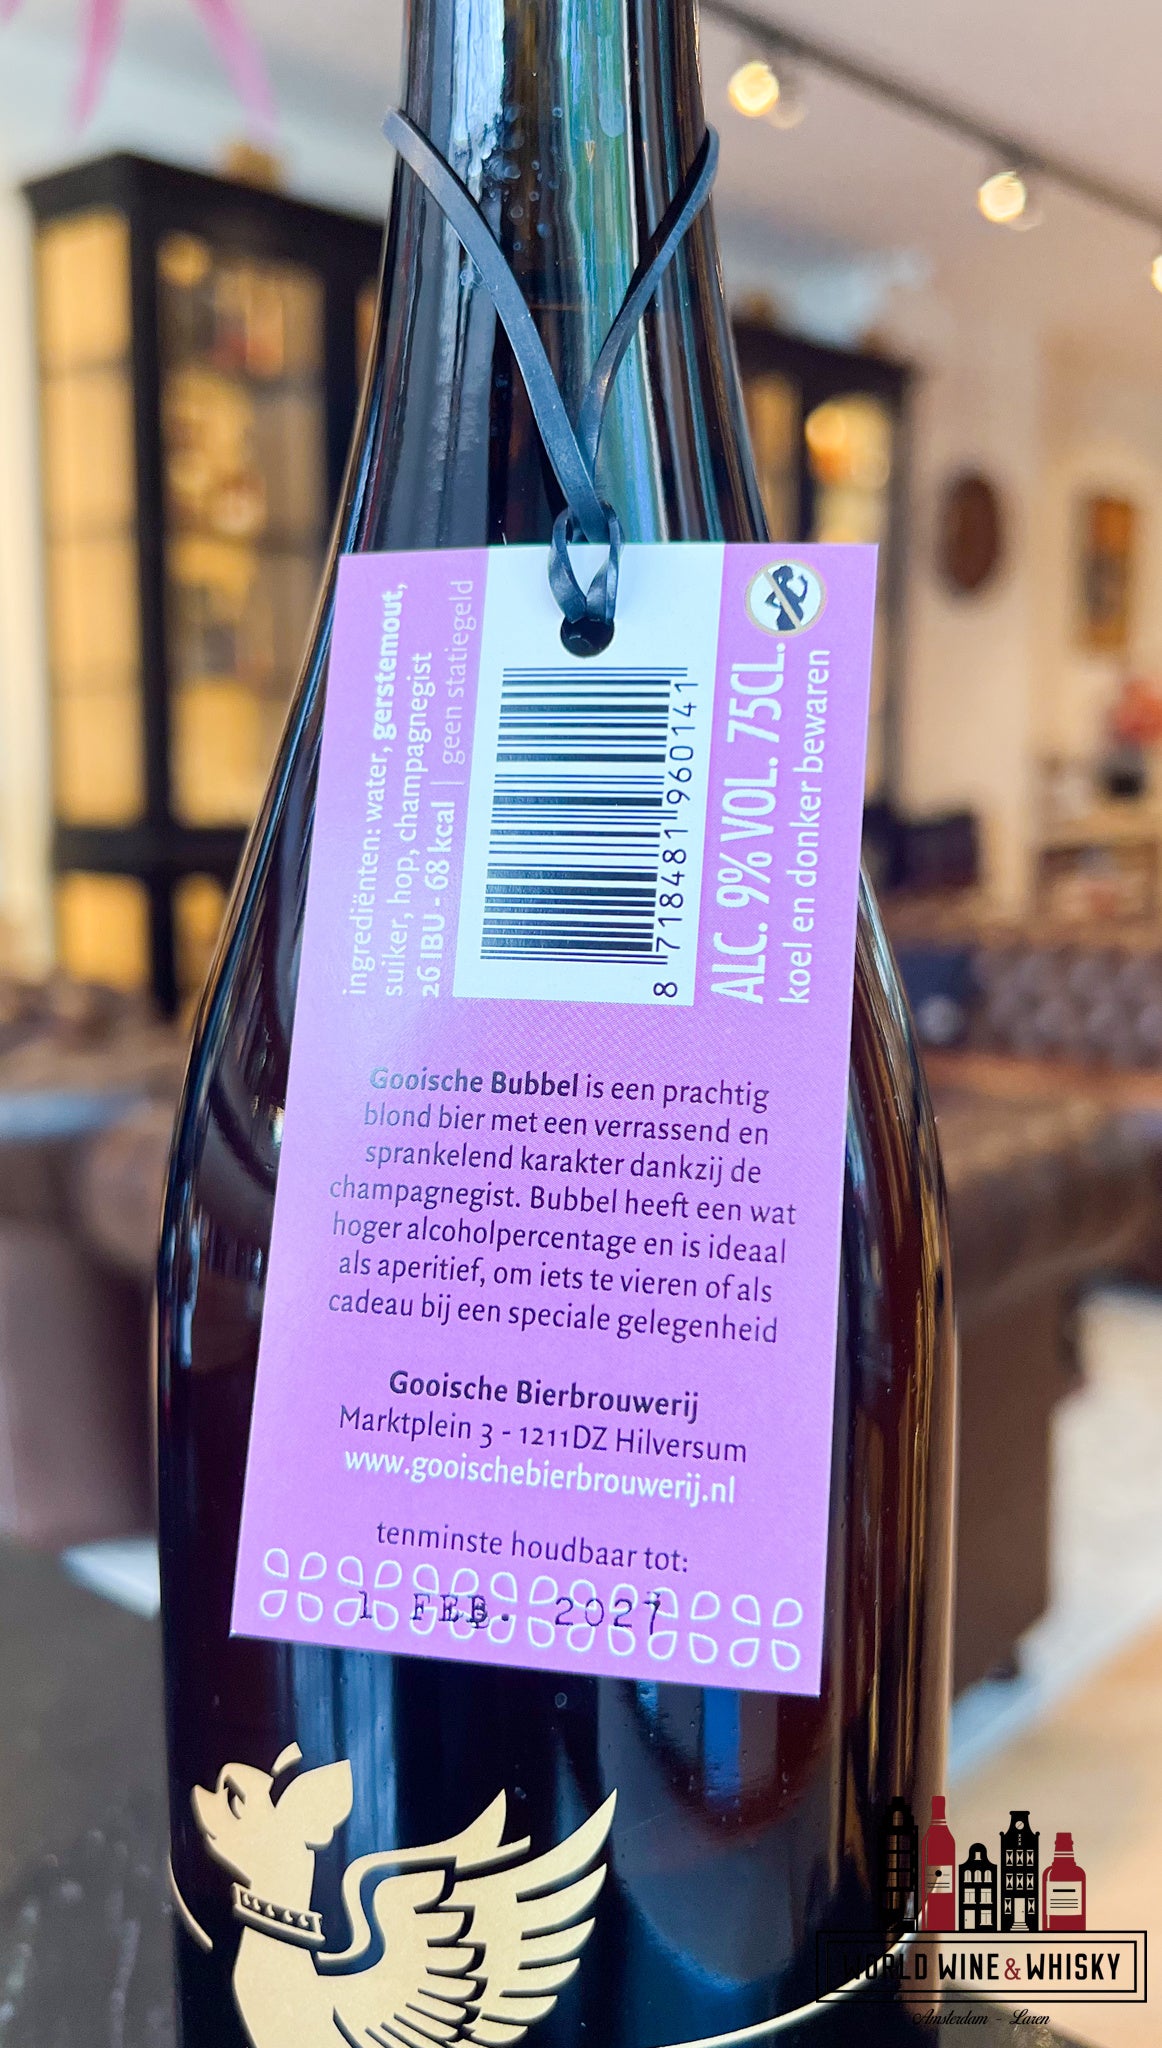 ingrediënten: water, gerstemout,
suiker, hop, champagnegist
26 IBU - 68 kcal | geen statiegeld
8 718481 960141
ALC. 9% VOL. 75CL.
koel en donker bewaren
Gooische Bubbel is een prachtig
blond bier met een verrassend en
sprankelend karakter dankzij de
champagnegist. Bubbel heeft een wat
hoger alcoholpercentage en is ideaal
als aperitief, om iets te vieren of als
cadeau bij een speciale gelegenheid
Gooische Bierbrouwerij
Marktplein 3 - 1211DZ Hilversum
www.gooischebierbrouwerij.nl
tenminste houdbaar tot:
1 FEB. 2027
WORLD WINE & WHISKY
Amsterdam - Laren